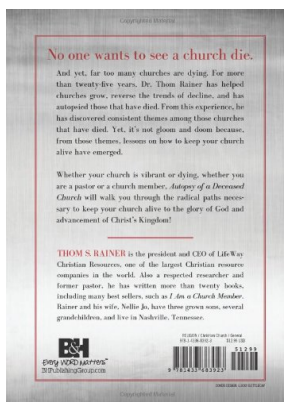 Copyrighted Material
No one wants to see a church die.
And yet, far too many churches are dying. For more
than twenty-five years, Dr. Thom Rainer has helped
churches grow, reverse the trends of decline, and has
autopsied those that have died. From this experience, he
has discovered consistent themes among those churches
that have died. Yet, it's not gloom and doom because,
from those themes, lessons on how to keep your church
alive have emerged.
Whether your church is vibrant or dying, whether you
are a pastor or a church member, Autopsy of a Deceased
Church will walk you through the radical paths neces-
sary to keep your church alive to the glory of God and
advancement of Christ's Kingdom!
THOM S. RAINER is the president and CEO of LifeWay
Christian Resources, one of the largest Christian resource
companies in the world. Also a respected researcher and
former pastor, he has written more than twenty books,
including many best sellers, such as I Am a Church Member.
Rainer and his wife, Nellie Jo, have three grown sons, several
grandchildren, and live in Nashville, Tennessee.
B&H
EVERY WORD MATTERS
BHPublishingGroup.com
51299
Copyrighted Material